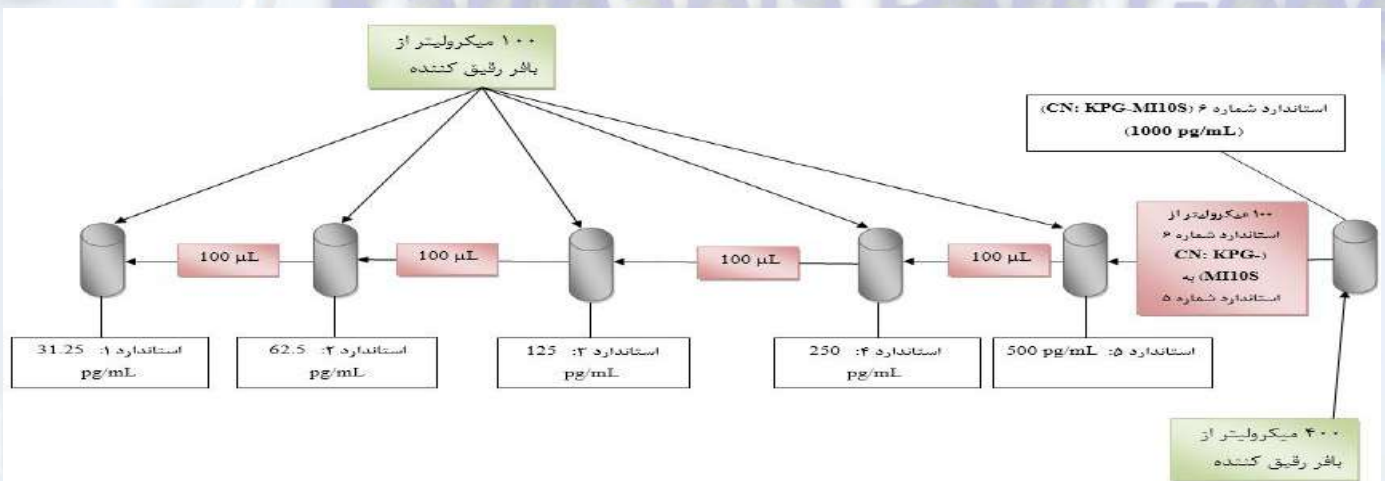 ۱۰۰ میکرولیتر از
بافر رقیق کننده
استاندارد شماره ۶ (CN: KPG-MI10S)
(1000 pg/mL)
۱۰۰ میکرولیتر از
استاندارد شماره ۶
(CN: KPG-
MI10S) به
استاندارد شماره ۵
100 µL
100 µL
100 µL
100 µL
استاندارد ۵: 500 pg/mL
استاندارد ۴: 250
pg/mL
استاندارد ۳: 125
pg/mL
استاندارد ۲: 62.5
pg/mL
استاندارد ۱: 31.25
pg/mL
۴۰۰ میکرولیتر از
بافر رقیق کننده